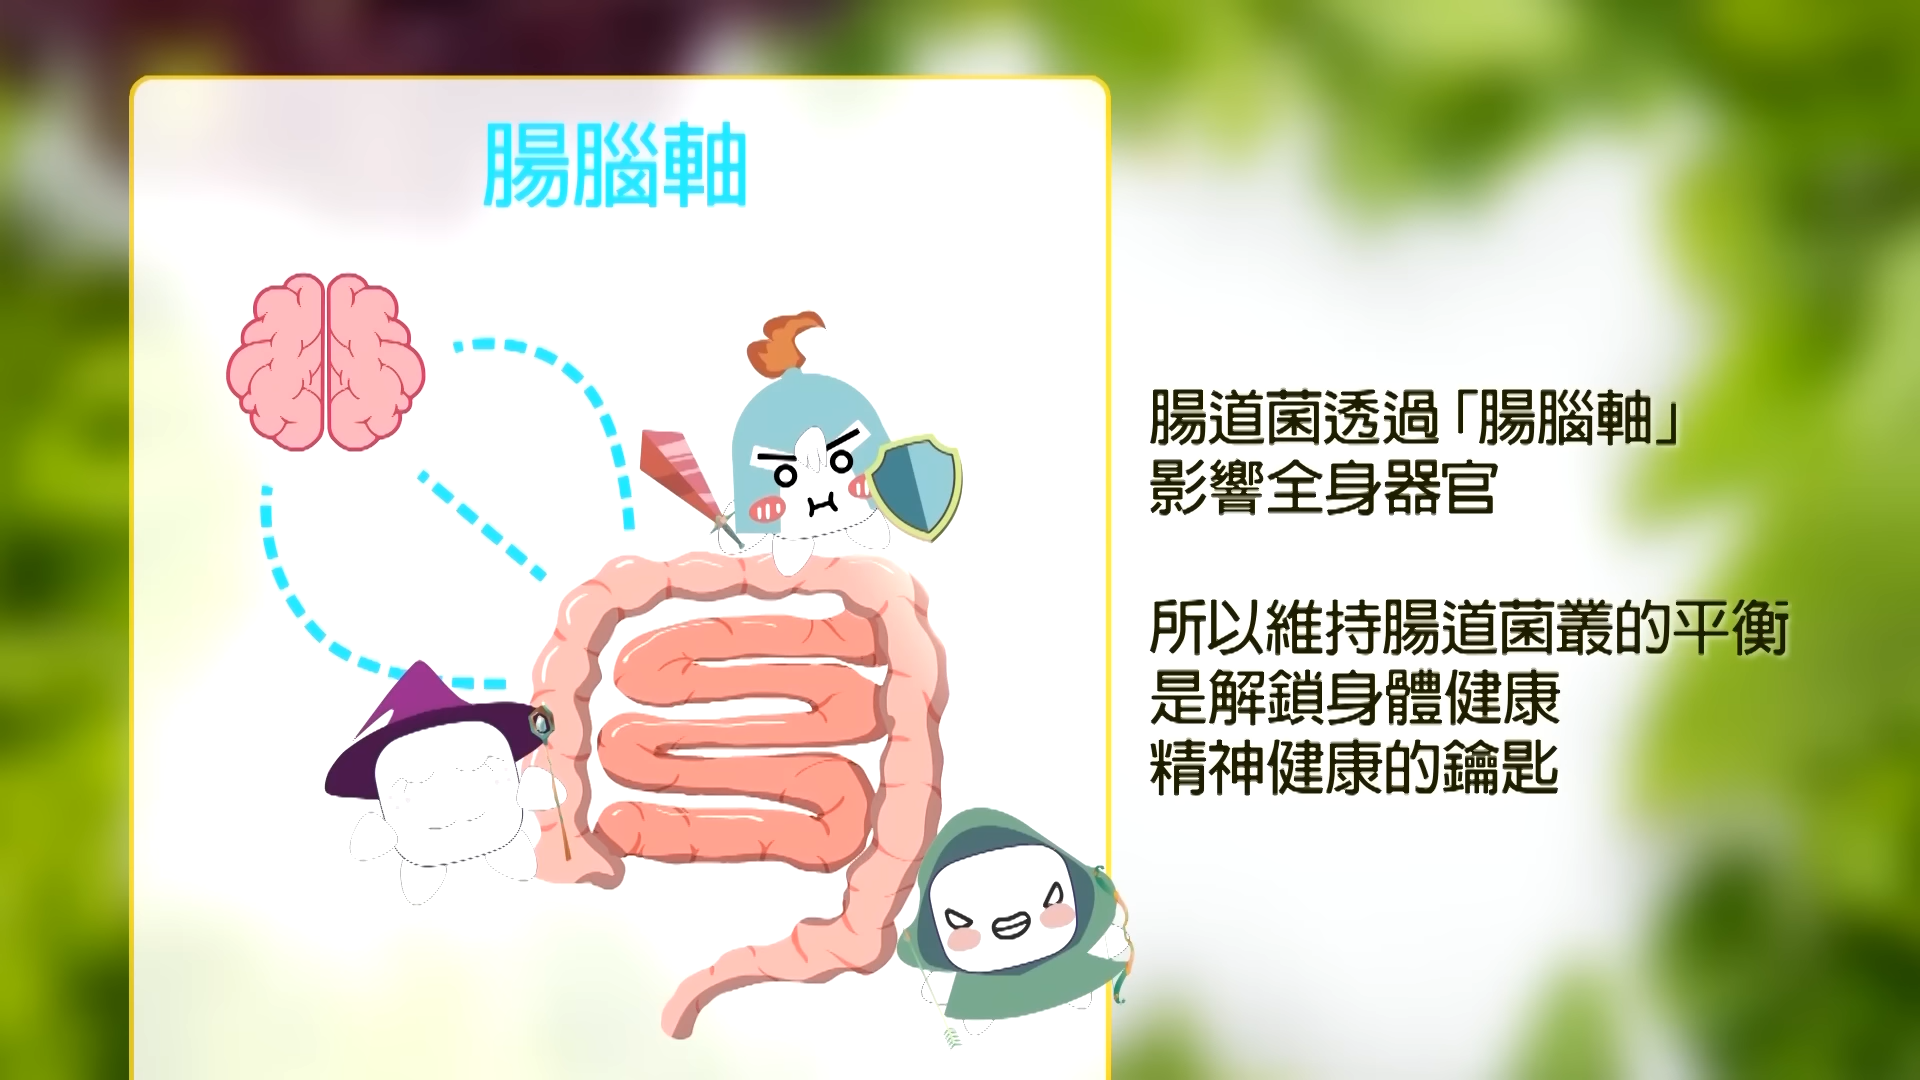 腸腦軸
腸道菌透過「腸腦軸」
影響全身器官
所以維持腸道菌叢的平衡
是解鎖身體健康
精神健康的鑰匙